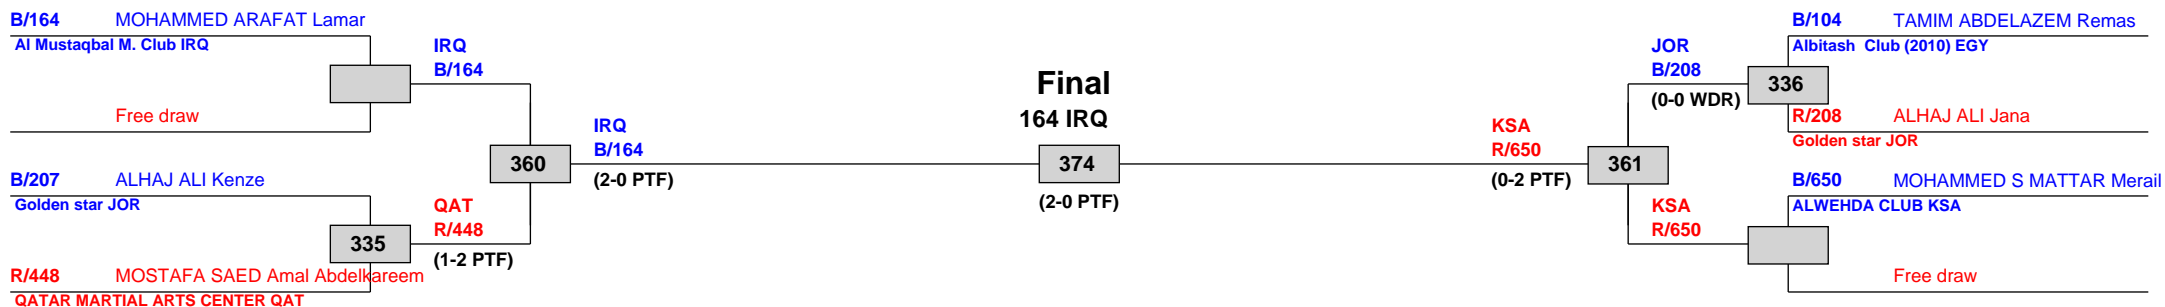 B/164 MOHAMMED ARAFAT Lamar
Al Mustaqbal M. Club IRQ
Free draw
B/207 ALHAJ ALI Kenze
Golden star JOR
R/448 MOSTAFA SAED Amal Abdelkareem
QATAR MARTIAL ARTS CENTER QAT
IRQ
B/164
335
QAT
R/448
(1-2 PTF)
360
IRQ
B/164
(2-0 PTF)
Final
164 IRQ
374
(2-0 PTF)
KSA
R/650
(0-2 PTF)
361
JOR
B/208
(0-0 WDR)
336
KSA
R/650
B/104 TAMIM ABDELAZEM Remas
Albitash Club (2010) EGY
R/208 ALHAJ ALI Jana
Golden star JOR
B/650 MOHAMMED S MATTAR Merail
ALWEHDA CLUB KSA
Free draw